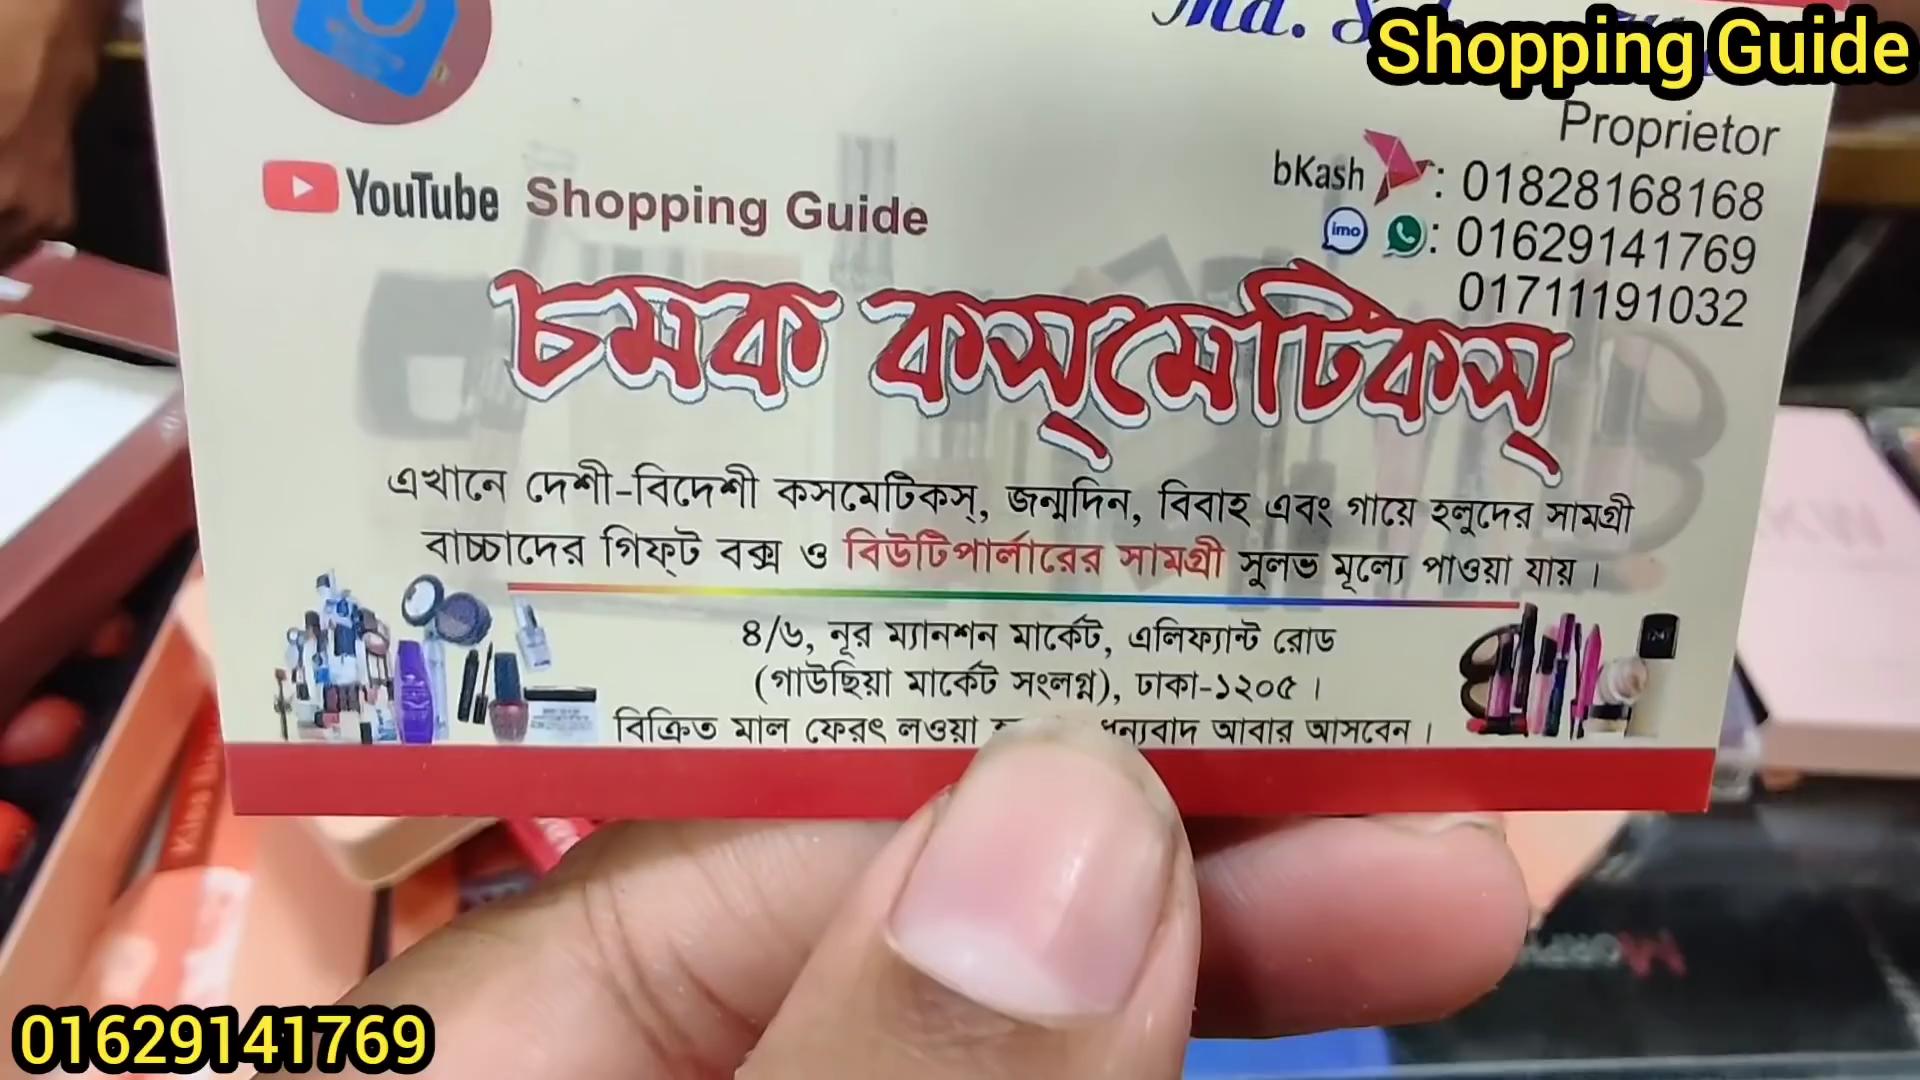 Md.
Shopping Guide
Proprietor
bKash : 01828168168
imo : 01629141769
01711191032
YouTube Shopping Guide
চমক কস্‌মেটিকস্
এখানে দেশী-বিদেশী কসমেটিকস্, জন্মদিন, বিবাহ এবং গায়ে হলুদের সামগ্রী
বাচ্চাদের গিফ্ট বক্স ও বিউটিপার্লারের সামগ্রী সুলভ মূল্যে পাওয়া যায় ।
৪/৬, নূর ম্যানশন মার্কেট, এলিফ্যান্ট রোড
(গাউছিয়া মার্কেট সংলগ্ন), ঢাকা-১২০৫ ।
বিক্রিত মাল ফেরৎ লওয়া ধন্যবাদ আবার আসবেন ।
01629141769